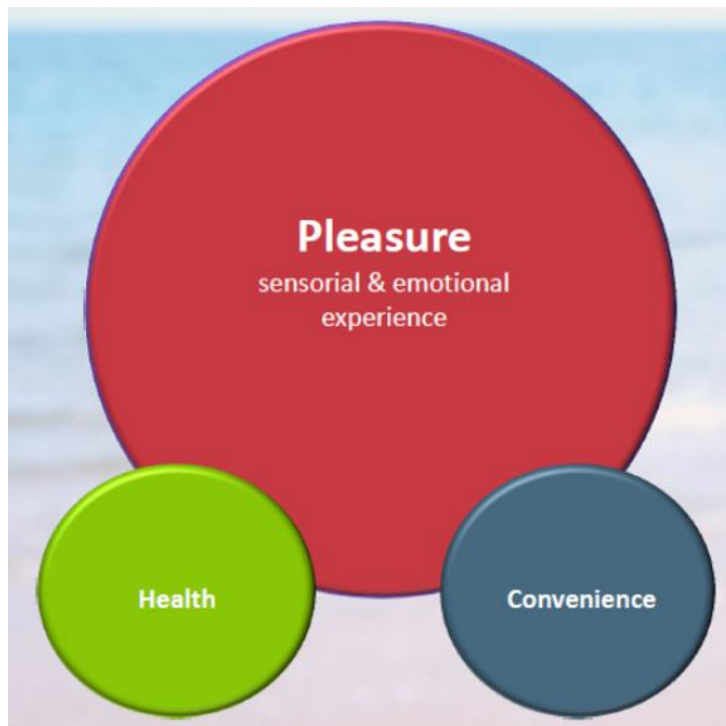 Pleasure
sensorial & emotional
experience
Health
Convenience